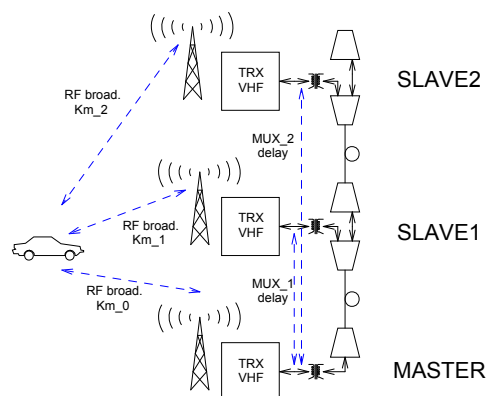 TRX
VHF
SLAVE2
RF broad.
Km_2
MUX_2
delay
TRX
VHF
SLAVE1
RF broad.
Km_1
RF broad.
Km_0
MUX_1
delay
TRX
VHF
MASTER